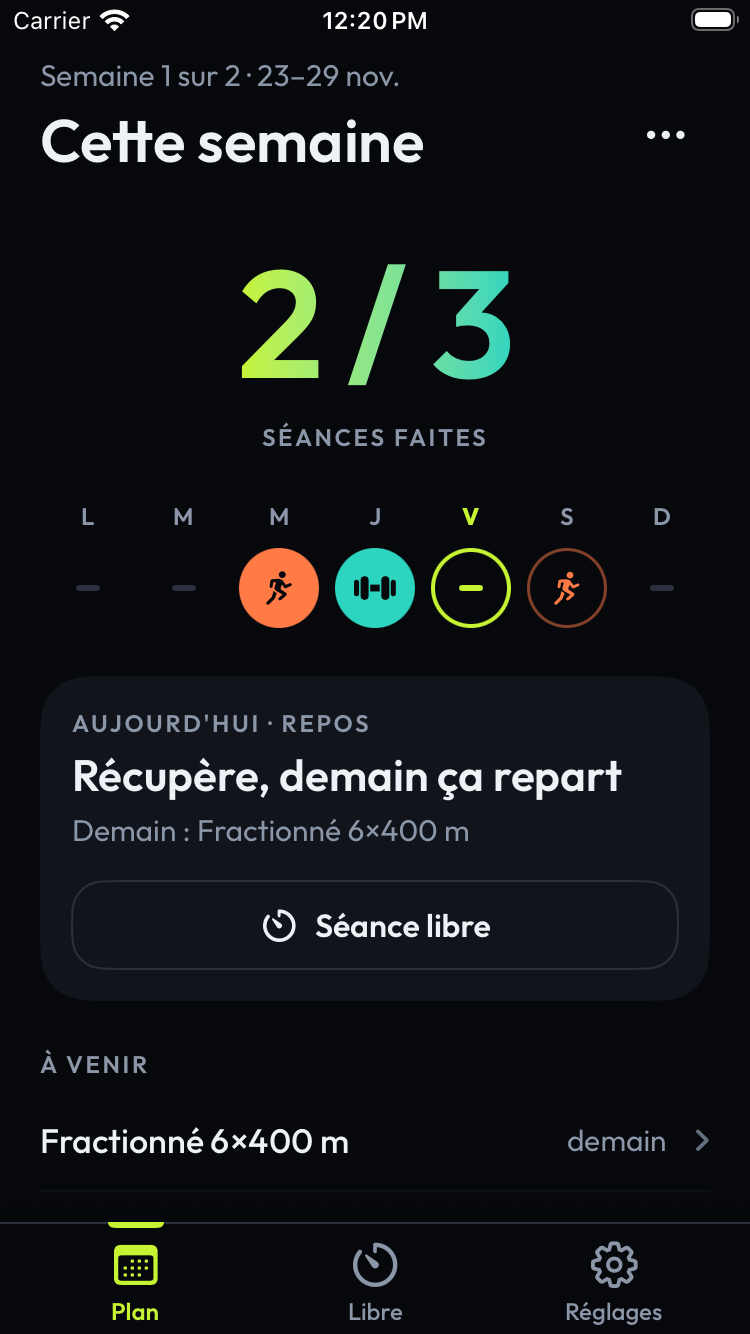 Carrier 12:20 PM
Semaine 1 sur 2 · 23–29 nov.
Cette semaine
2/3
SÉANCES FAITES
L M M J V S D
AUJOURD'HUI · REPOS
Récupère, demain ça repart
Demain : Fractionné 6×400 m
Séance libre
À VENIR
Fractionné 6×400 m demain
Plan Libre Réglages